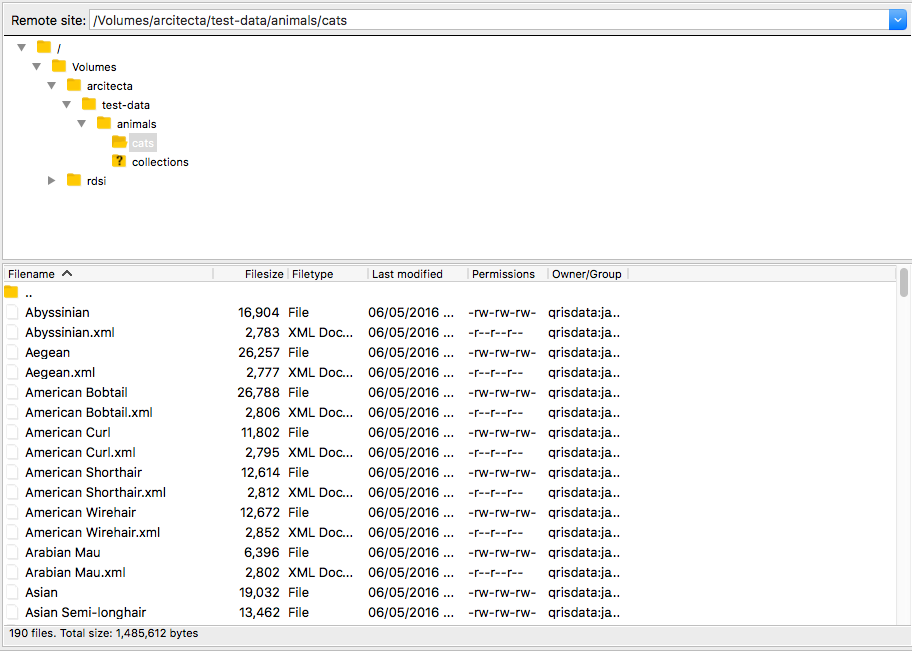 Remote site: /Volumes/arcitecta/test-data/animals/cats
/
Volumes
arcitecta
test-data
animals
cats
? collections
rdsi
Filename Filesize Filetype Last modified Permissions Owner/Group
..
Abyssinian 16,904 File 06/05/2016 ... -rw-rw-rw- qrisdata:ja...
Abyssinian.xml 2,783 XML Doc... 06/05/2016 ... -r--r--r-- qrisdata:ja...
Aegean 26,257 File 06/05/2016 ... -rw-rw-rw- qrisdata:ja...
Aegean.xml 2,777 XML Doc... 06/05/2016 ... -r--r--r-- qrisdata:ja...
American Bobtail 26,788 File 06/05/2016 ... -rw-rw-rw- qrisdata:ja...
American Bobtail.xml 2,806 XML Doc... 06/05/2016 ... -r--r--r-- qrisdata:ja...
American Curl 11,802 File 06/05/2016 ... -rw-rw-rw- qrisdata:ja...
American Curl.xml 2,795 XML Doc... 06/05/2016 ... -r--r--r-- qrisdata:ja...
American Shorthair 12,614 File 06/05/2016 ... -rw-rw-rw- qrisdata:ja...
American Shorthair.xml 2,812 XML Doc... 06/05/2016 ... -r--r--r-- qrisdata:ja...
American Wirehair 12,672 File 06/05/2016 ... -rw-rw-rw- qrisdata:ja...
American Wirehair.xml 2,852 XML Doc... 06/05/2016 ... -r--r--r-- qrisdata:ja...
Arabian Mau 6,396 File 06/05/2016 ... -rw-rw-rw- qrisdata:ja...
Arabian Mau.xml 2,802 XML Doc... 06/05/2016 ... -r--r--r-- qrisdata:ja...
Asian 19,032 File 06/05/2016 ... -rw-rw-rw- qrisdata:ja...
Asian Semi-longhair 13,462 File 06/05/2016 ... -rw-rw-rw- qrisdata:ja...
190 files. Total size: 1,485,612 bytes